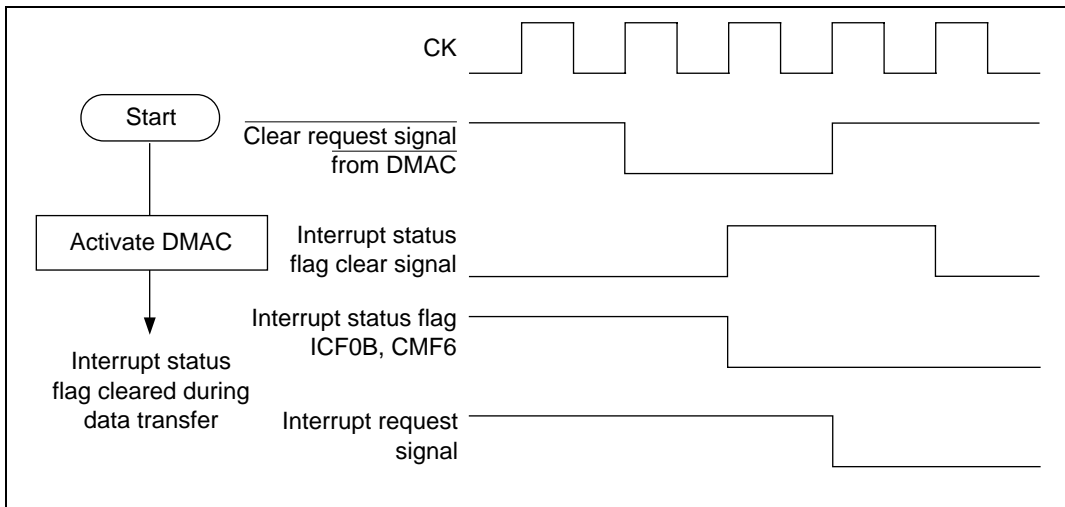 Start
Activate DMAC
Interrupt status
flag cleared during
data transfer
CK
Clear request signal
from DMAC
Interrupt status
flag clear signal
Interrupt status flag
ICF0B, CMF6
Interrupt request
signal